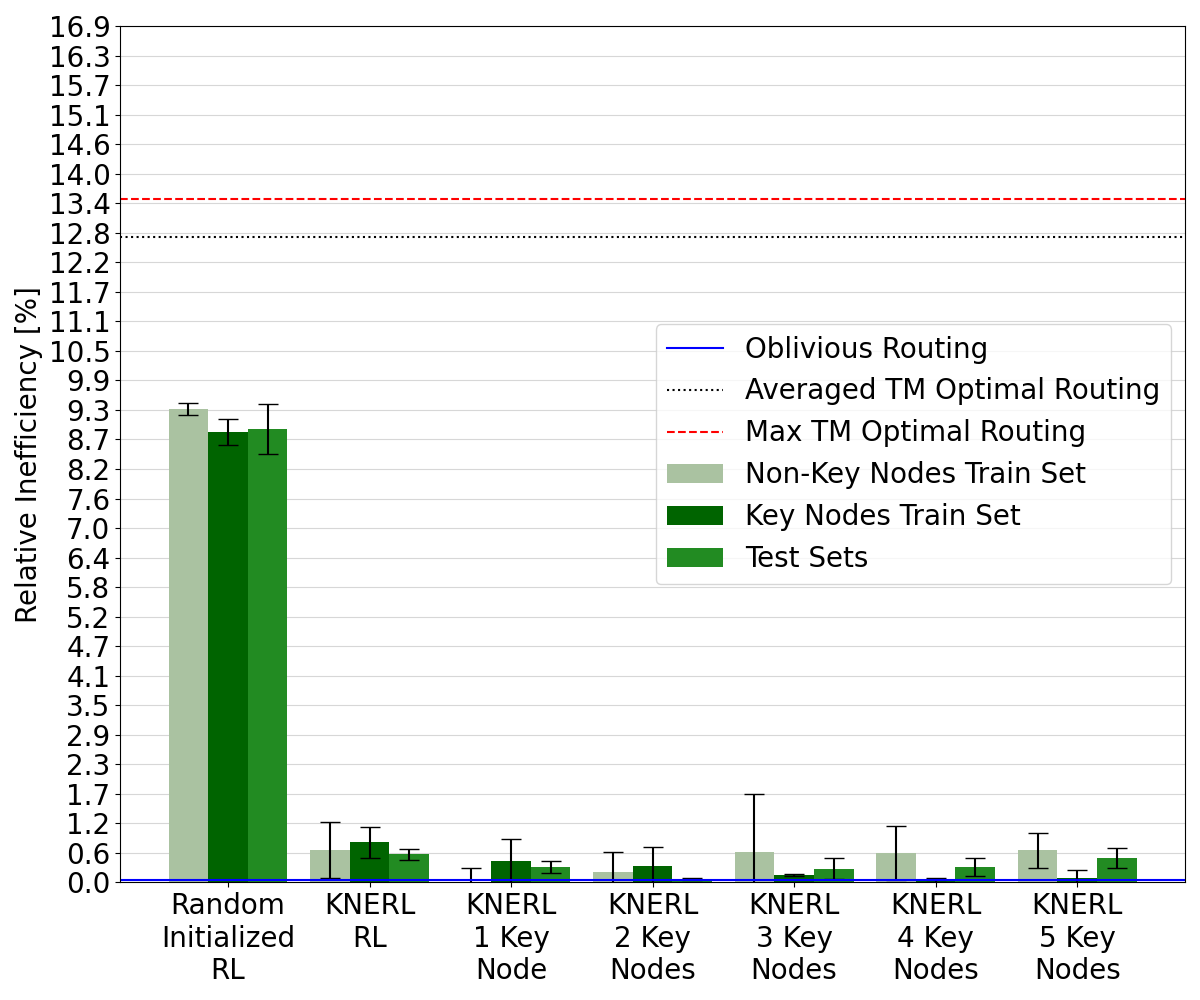 16.9
16.3
15.7
15.1
14.6
14.0
13.4
12.8
12.2
11.7
11.1
10.5
9.9
9.3
8.7
8.2
7.6
7.0
6.4
5.8
5.2
4.7
4.1
3.5
2.9
2.3
1.7
1.2
0.6
0.0
Relative Inefficiency [%]
Oblivious Routing
Averaged TM Optimal Routing
Max TM Optimal Routing
Non-Key Nodes Train Set
Key Nodes Train Set
Test Sets
Random
Initialized
RL
KNERL
RL
KNERL
1 Key
Node
KNERL
2 Key
Nodes
KNERL
3 Key
Nodes
KNERL
4 Key
Nodes
KNERL
5 Key
Nodes